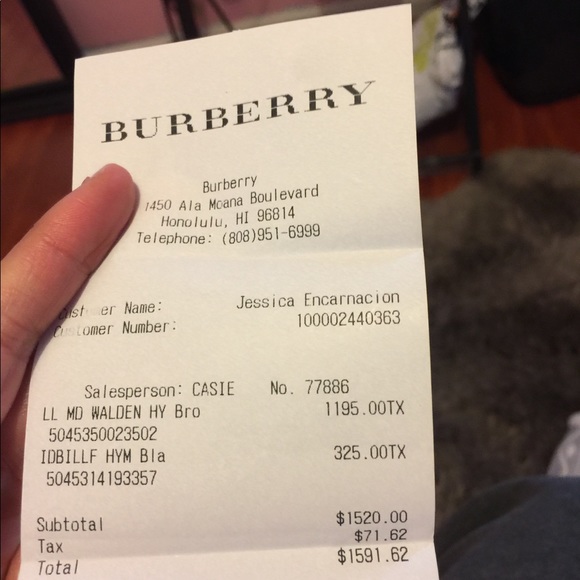 BURBERRY
Burberry
1450 Ala Moana Boulevard
Honolulu, HI 96814
Telephone: (808)951-6999
Customer Name: Jessica Encarnacion
Customer Number: 100002440363
Salesperson: CASIE No. 77886
LL MD WALDEN HY Bro 1195.00TX
5045350023502
IDBILLF HYM Bla 325.00TX
5045314193357
Subtotal $1520.00
Tax $71.62
Total $1591.62